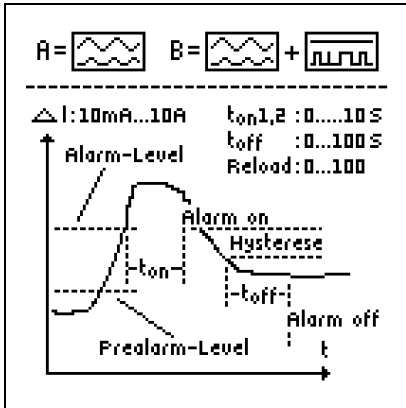 A= B= +
△ I:10mA...10A ton1,2 :0.....10 S
toff :0...100S
Reload:0...100
Alarm-Level
Alarm on
Hysterese
ton
toff
Alarm off
Prealarm-Level t